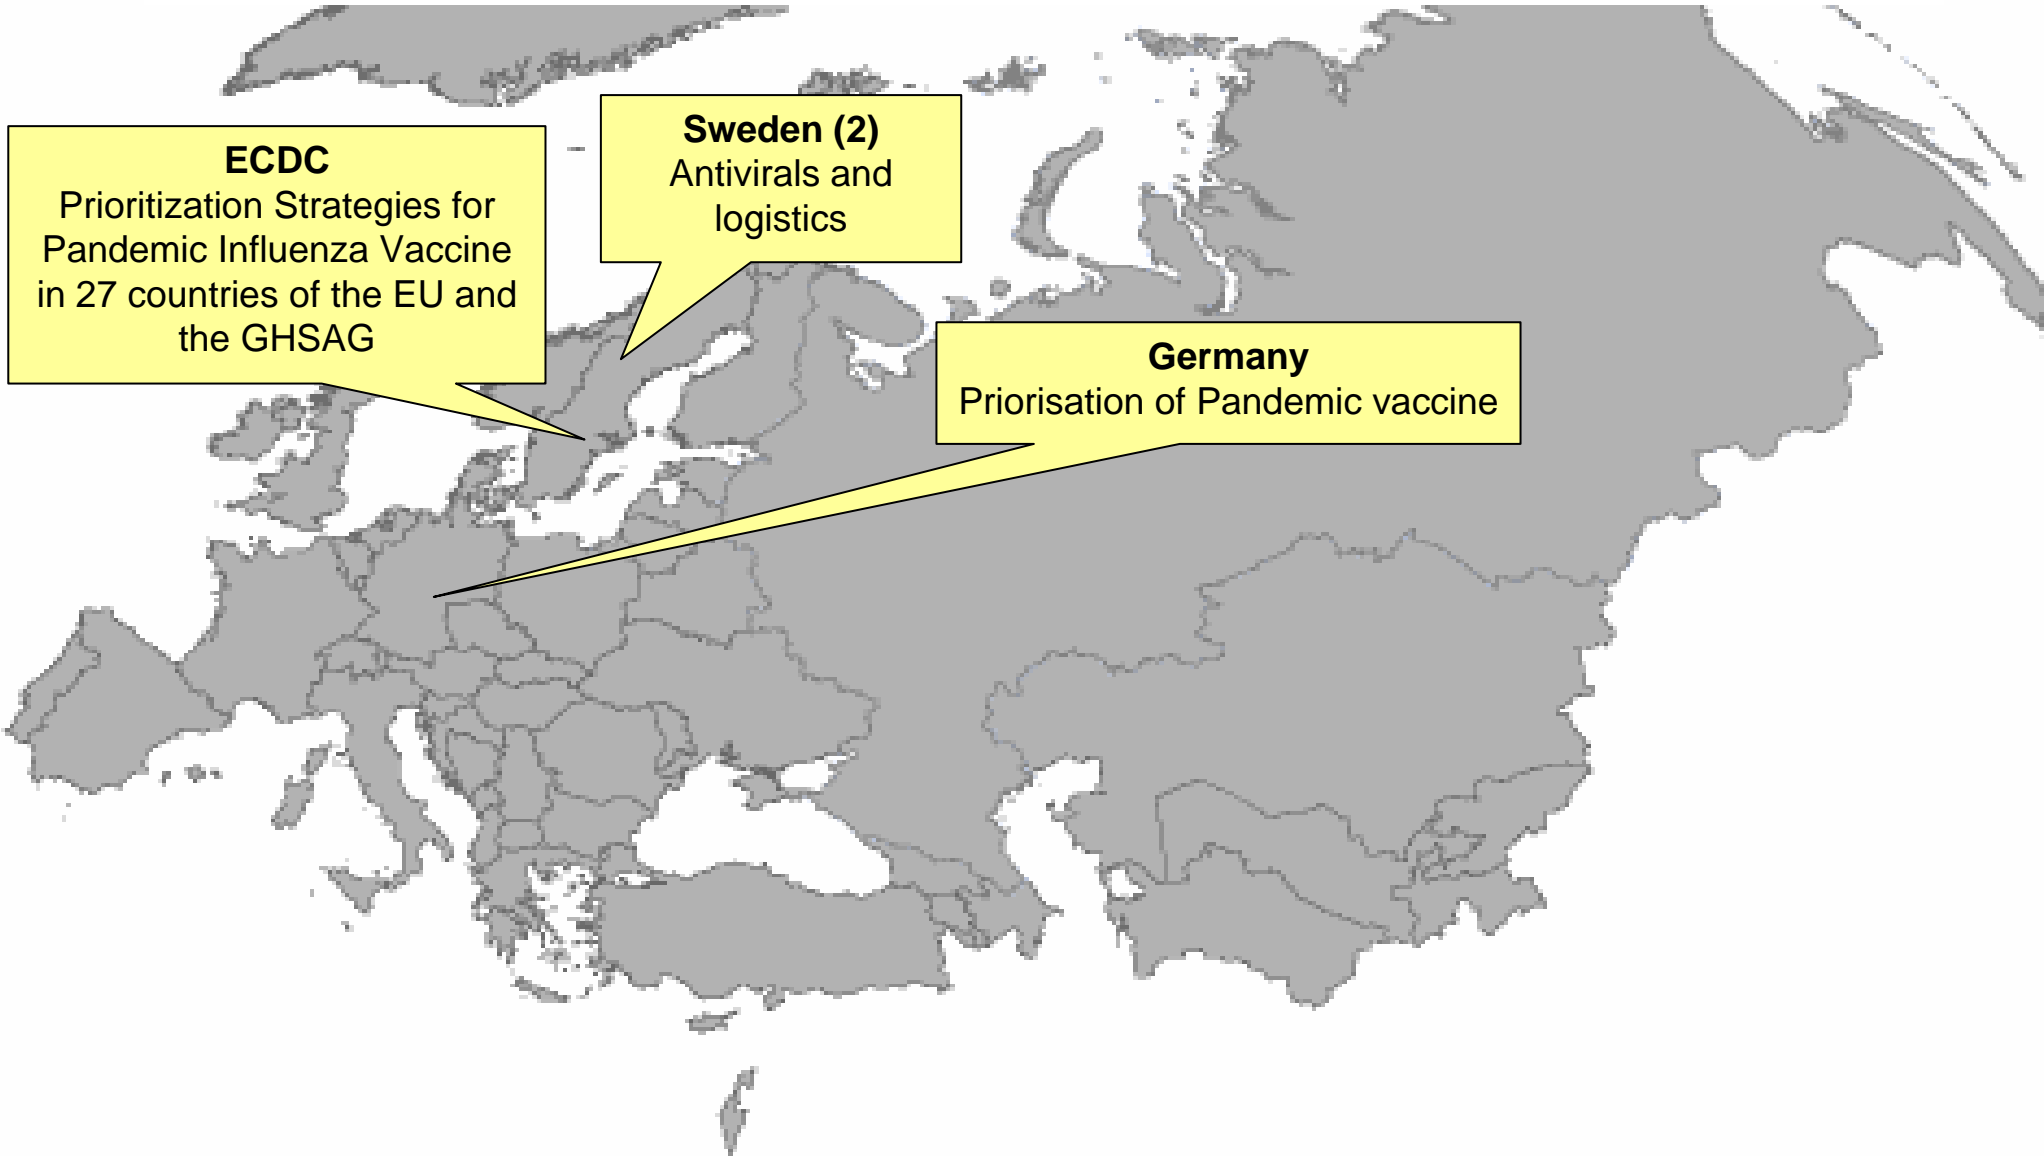 ECDC
Prioritization Strategies for
Pandemic Influenza Vaccine
in 27 countries of the EU and
the GHSAG
Sweden (2)
Antivirals and
logistics
Germany
Priorisation of Pandemic vaccine